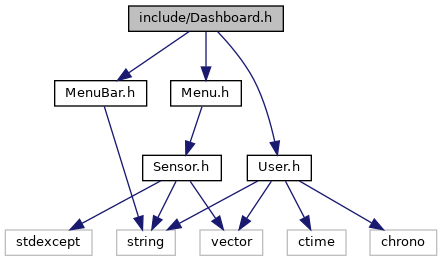 include/Dashboard.h
MenuBar.h
Menu.h
Sensor.h
User.h
stdexcept
string
vector
ctime
chrono